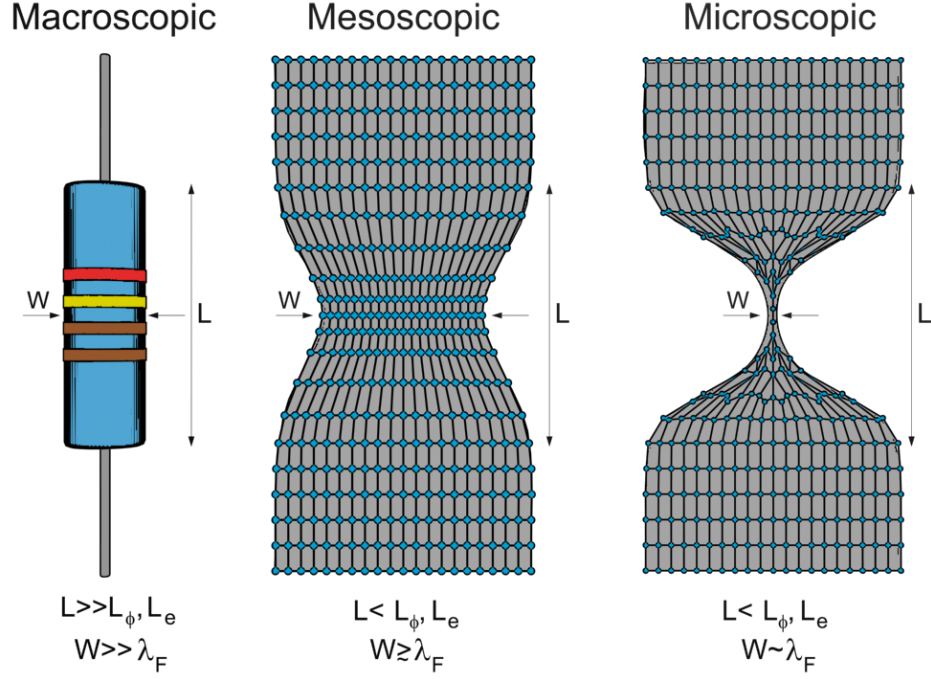 Macroscopic
Mesoscopic
Microscopic
W
L
W
L
W
L
L>>Lϕ, Le
W>> λF
L< Lϕ, Le
W≳λF
L< Lϕ, Le
W~λF